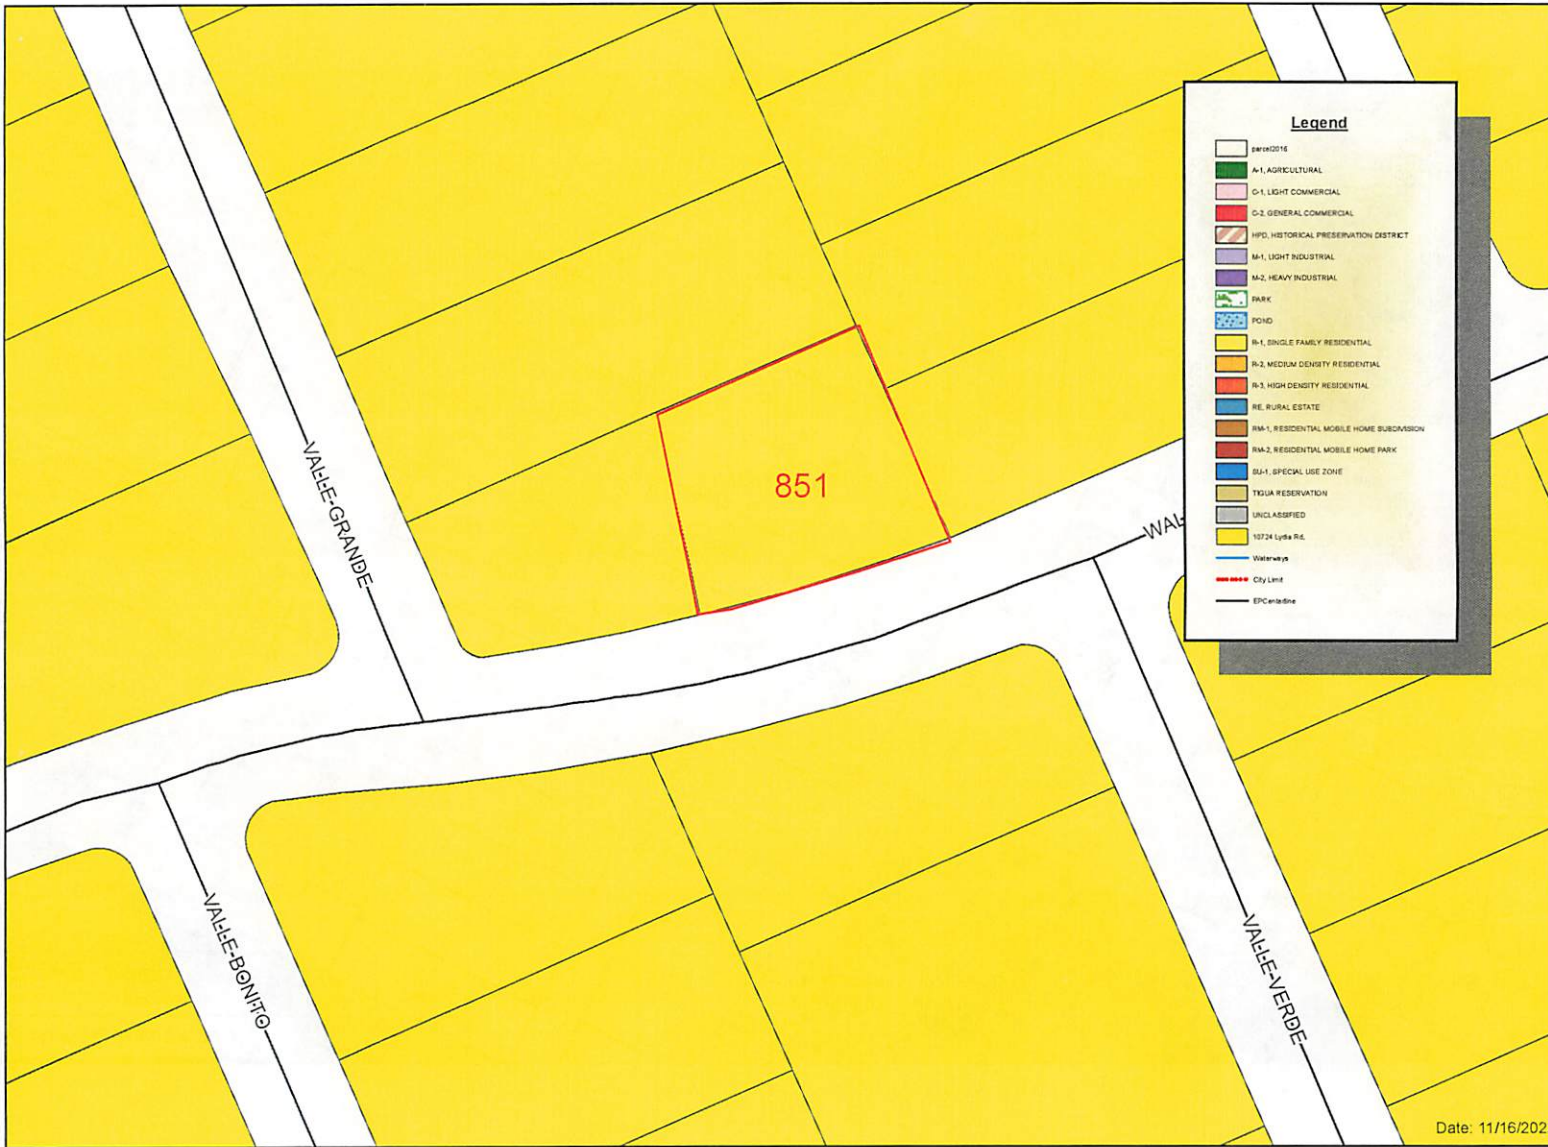 Legend
parcel2016
A-1, AGRICULTURAL
C-1, LIGHT COMMERCIAL
C-2, GENERAL COMMERCIAL
HPD, HISTORICAL PRESERVATION DISTRICT
M-1, LIGHT INDUSTRIAL
M-2, HEAVY INDUSTRIAL
PARK
POND
R-1, SINGLE FAMILY RESIDENTIAL
R-2, MEDIUM DENSITY RESIDENTIAL
R-3, HIGH DENSITY RESIDENTIAL
RE, RURAL ESTATE
RM-1, RESIDENTIAL MOBILE HOME SUBDIVISION
RM-2, RESIDENTIAL MOBILE HOME PARK
SU-1, SPECIAL USE ZONE
TIGUA RESERVATION
UNCLASSIFIED
10724 Lydia Rd.
Waterways
City Limit
EPCenterline
VALLE GRANDE
851
WAL
VALLE BONITO
VALLE VERDE
Date: 11/16/202